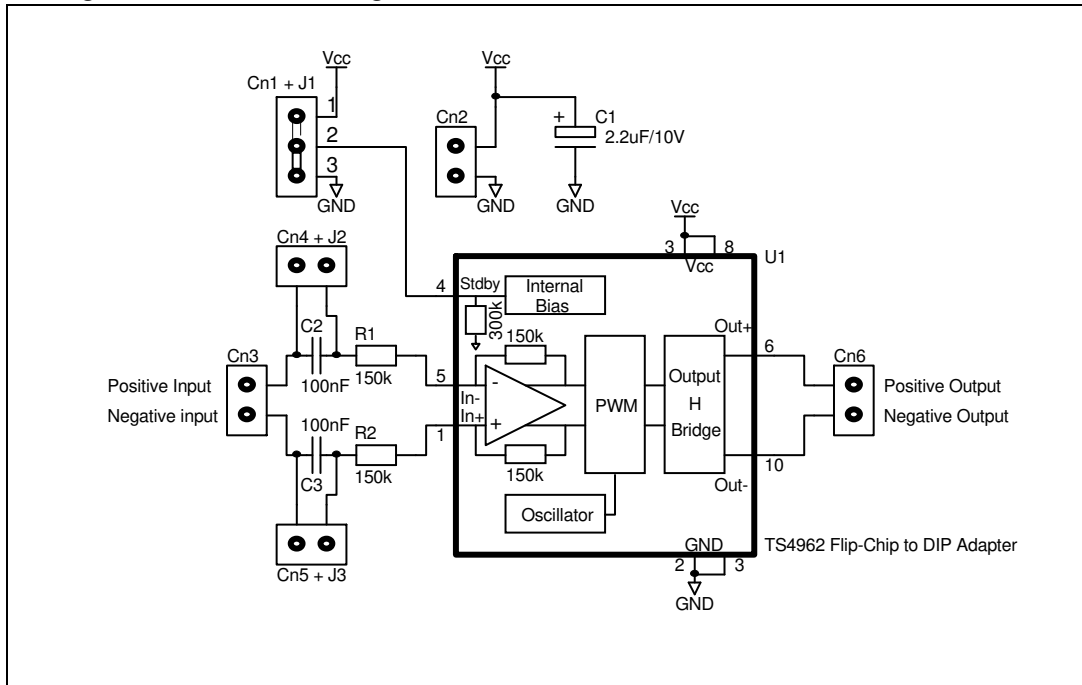 Vcc
Cn1 + J1
1
2
3
GND
Vcc
Cn2
+
C1
2.2uF/10V
GND
GND
Cn4 + J2
Vcc
3
8
Vcc
U1
4
Stdby
Internal
Bias
300k
C2
R1
100nF
150k
5
In-
In+
1
-
+
150k
150k
PWM
Output
H
Bridge
Out+
6
Cn6
Positive Output
Negative Output
10
Out-
Cn3
Positive Input
Negative input
100nF
R2
C3
150k
Oscillator
Cn5 + J3
GND
2
3
GND
TS4962 Flip-Chip to DIP Adapter